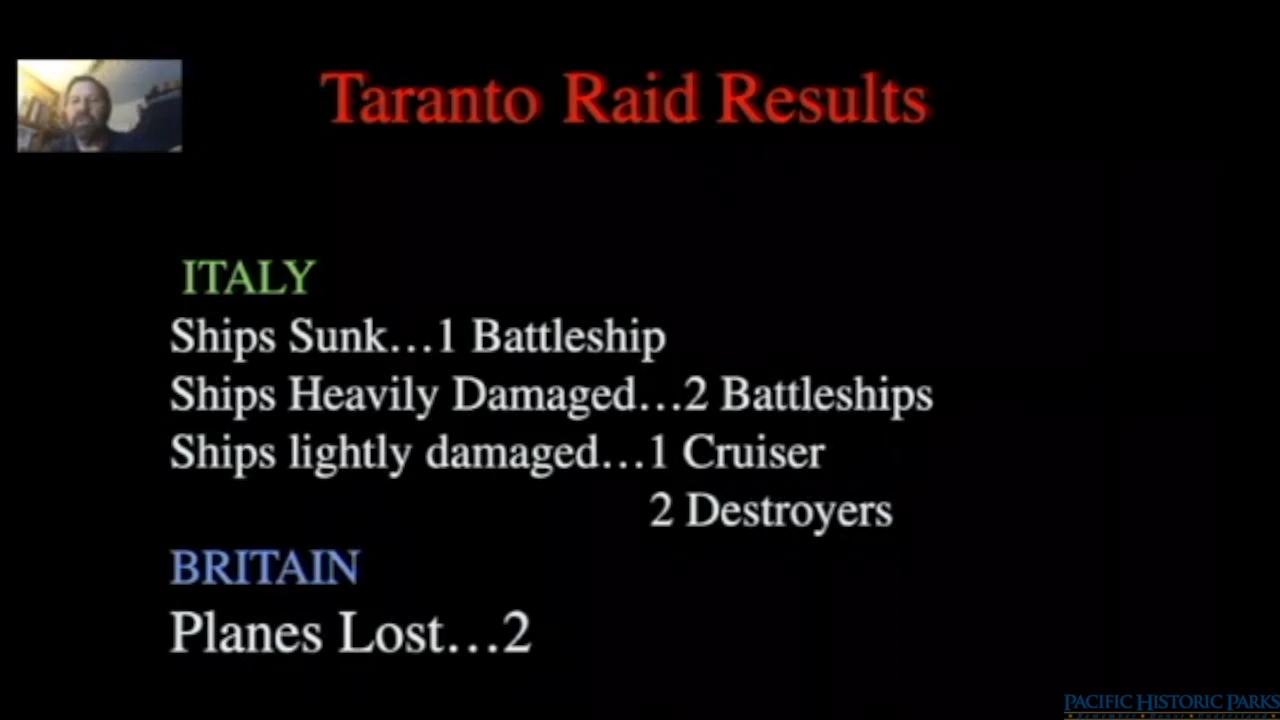 Taranto Raid Results
ITALY
Ships Sunk...1 Battleship
Ships Heavily Damaged...2 Battleships
Ships lightly damaged...1 Cruiser
2 Destroyers
BRITAIN
Planes Lost...2
PACIFIC HISTORIC PARKS